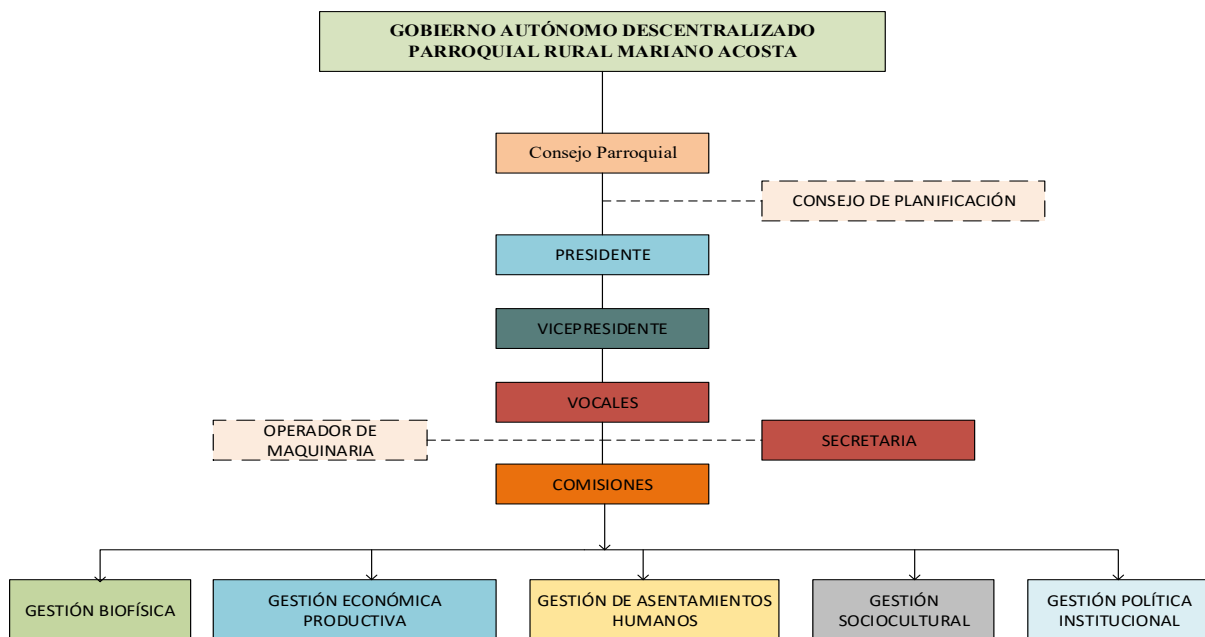 GOBIERNO AUTÓNOMO DESCENTRALIZADO
PARROQUIAL RURAL MARIANO ACOSTA
Consejo Parroquial
CONSEJO DE PLANIFICACIÓN
PRESIDENTE
VICEPRESIDENTE
VOCALES
OPERADOR DE
MAQUINARIA
SECRETARIA
COMISIONES
GESTIÓN BIOFÍSICA
GESTIÓN ECONÓMICA
PRODUCTIVA
GESTIÓN DE ASENTAMIENTOS
HUMANOS
GESTIÓN
SOCIOCULTURAL
GESTIÓN POLÍTICA
INSTITUCIONAL